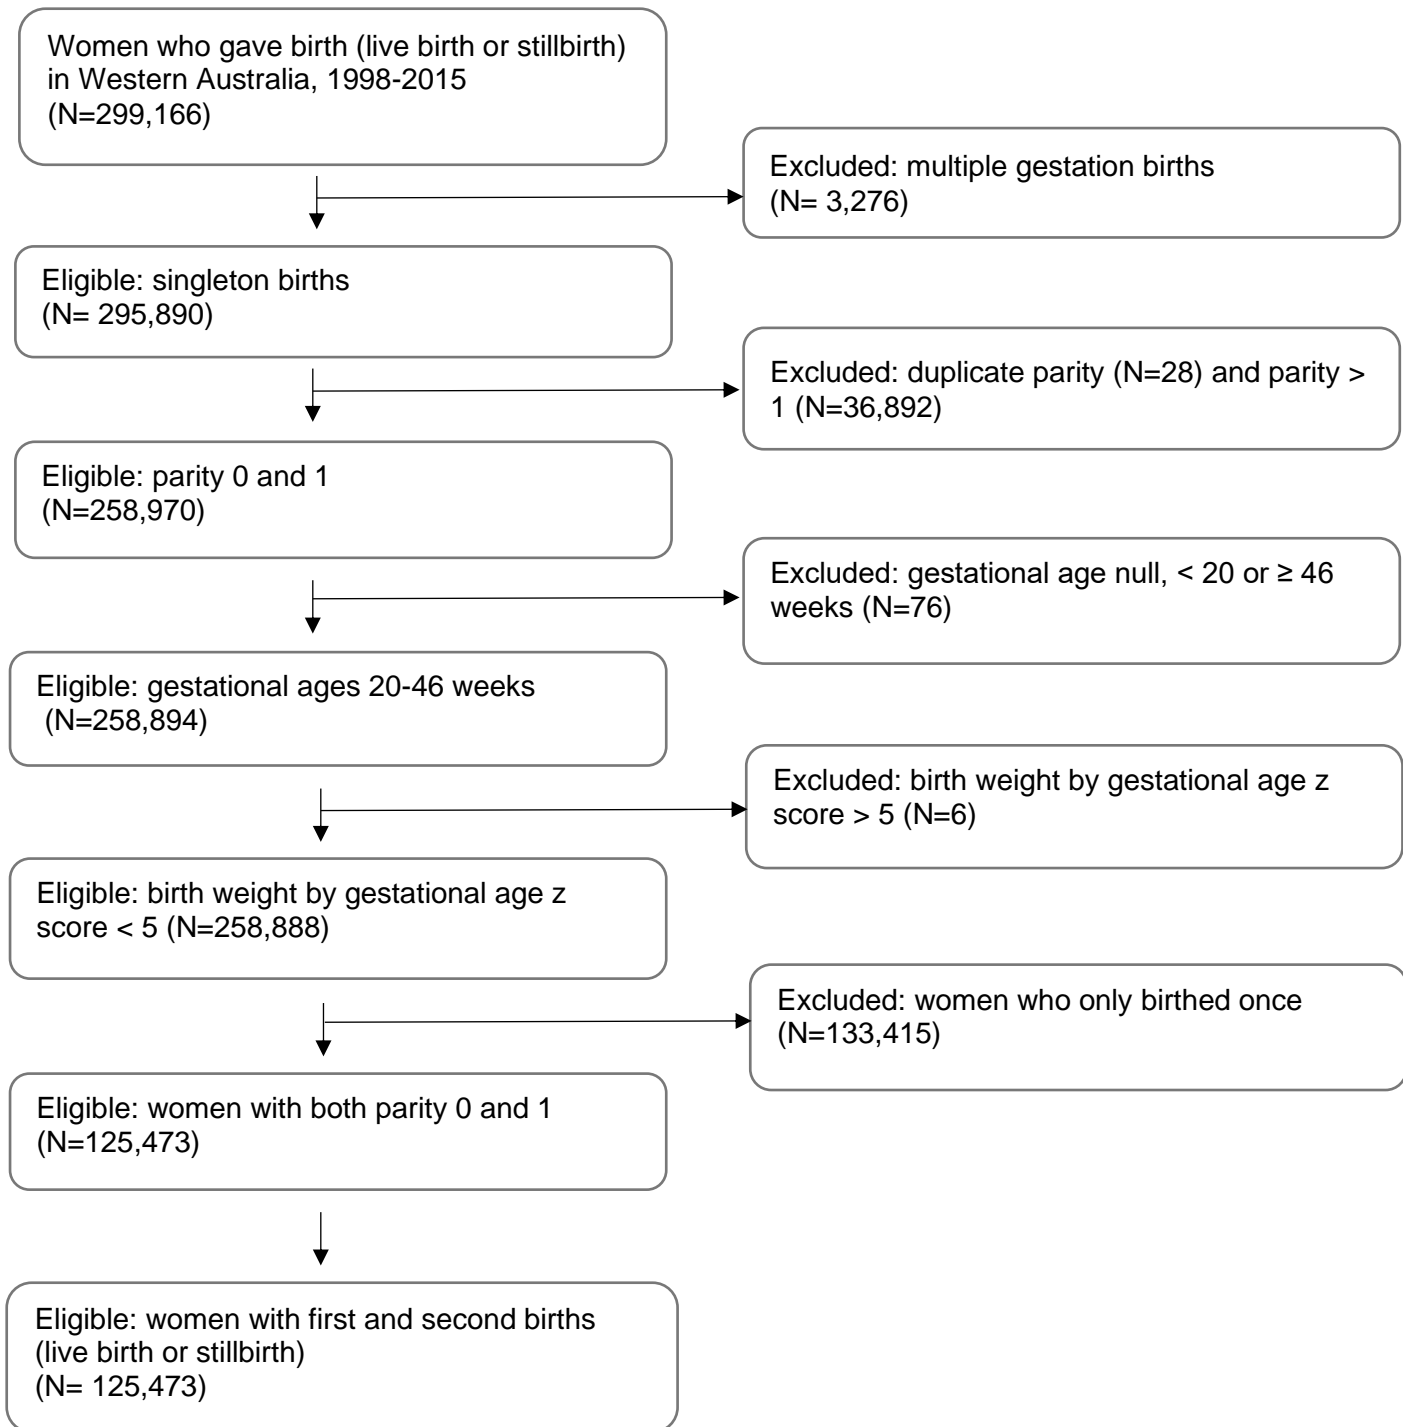 Women who gave birth (live birth or stillbirth)
in Western Australia, 1998-2015
(N=299,166)
Excluded: multiple gestation births
(N= 3,276)
Eligible: singleton births
(N= 295,890)
Excluded: duplicate parity (N=28) and parity >
1 (N=36,892)
Eligible: parity 0 and 1
(N=258,970)
Excluded: gestational age null, < 20 or ≥ 46
weeks (N=76)
Eligible: gestational ages 20-46 weeks
(N=258,894)
Excluded: birth weight by gestational age z
score > 5 (N=6)
Eligible: birth weight by gestational age z
score < 5 (N=258,888)
Excluded: women who only birthed once
(N=133,415)
Eligible: women with both parity 0 and 1
(N=125,473)
Eligible: women with first and second births
(live birth or stillbirth)
(N= 125,473)